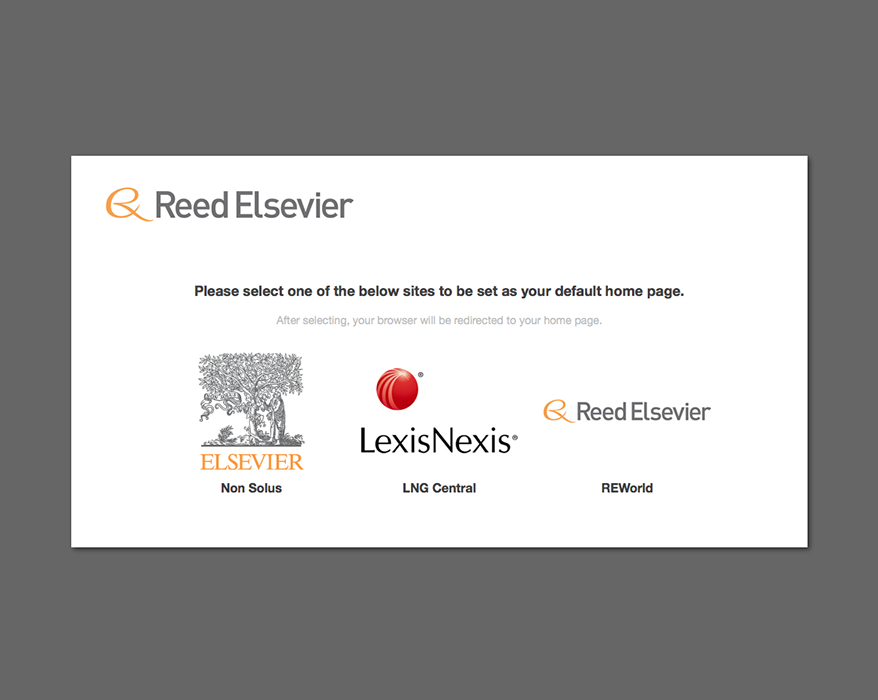 Reed Elsevier
Please select one of the below sites to be set as your default home page.
After selecting, your browser will be redirected to your home page.
ELSEVIER
Non Solus
LexisNexis®
LNG Central
Reed Elsevier
REWorld